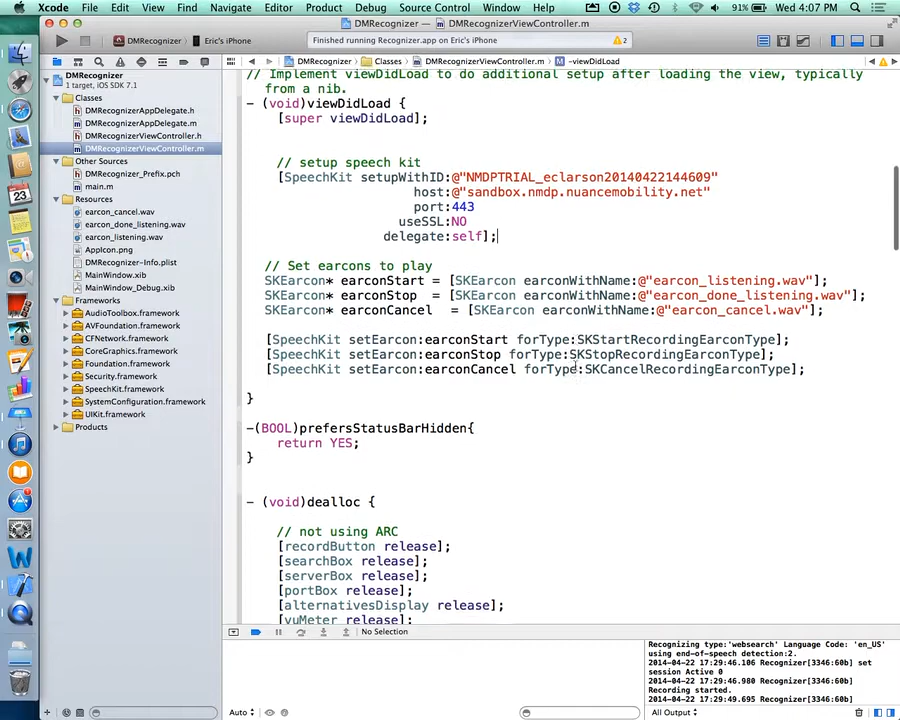 Xcode File Edit View Find Navigate Editor Product Debug Source Control Window 91% Wed 4:07 PM
DMRecognizer — DMRecognizerViewController.m
DMRecognizer Eric's iPhone Finished running Recognizer.app on Eric's iPhone 2
DMRecognizer Classes DMRecognizerViewController.m -viewDidLoad
DMRecognizer
1 target, iOS SDK 7.1
Classes
DMRecognizerAppDelegate.h
DMRecognizerAppDelegate.m
DMRecognizerViewController.h
DMRecognizerViewController.m
Other Sources
DMRecognizer_Prefix.pch
main.m
Resources
earcon_cancel.wav
earcon_done_listening.wav
earcon_listening.wav
AppIcon.png
DMRecognizer-Info.plist
MainWindow.xib
MainWindow_Debug.xib
Frameworks
AudioToolbox.framework
AVFoundation.framework
CFNetwork.framework
CoreGraphics.framework
Foundation.framework
Security.framework
SpeechKit.framework
SystemConfiguration.framework
UIKit.framework
Products
// Implement viewDidLoad to do additional setup after loading the view, typically
from a nib.
- (void)viewDidLoad {
[super viewDidLoad];
// setup speech kit
[SpeechKit setupWithID:@"NMDPTRIAL_eclarson20140422144609"
host:@"sandbox.nmdp.nuancemobility.net"
port:443
useSSL:NO
delegate:self];
// Set earcons to play
SKEarcon* earconStart = [SKEarcon earconWithName:@"earcon_listening.wav"];
SKEarcon* earconStop = [SKEarcon earconWithName:@"earcon_done_listening.wav"];
SKEarcon* earconCancel = [SKEarcon earconWithName:@"earcon_cancel.wav"];
[SpeechKit setEarcon:earconStart forType:SKStartRecordingEarconType];
[SpeechKit setEarcon:earconStop forType:SKStopRecordingEarconType];
[SpeechKit setEarcon:earconCancel forType:SKCancelRecordingEarconType];
}
-(BOOL)prefersStatusBarHidden{
return YES;
}
- (void)dealloc {
// not using ARC
[recordButton release];
[searchBox release];
[serverBox release];
[portBox release];
[alternativesDisplay release];
[vuMeter release];
No Selection
Recognizing type:'websearch' Language Code: 'en_US'
using end-of-speech detection:2.
2014-04-22 17:29:46.106 Recognizer[3346:60b] set
session Active 0
2014-04-22 17:29:46.980 Recognizer[3346:60b]
Recording started.
2014-04-22 17:29:49.695 Recognizer[3346:60b]
Auto All Output